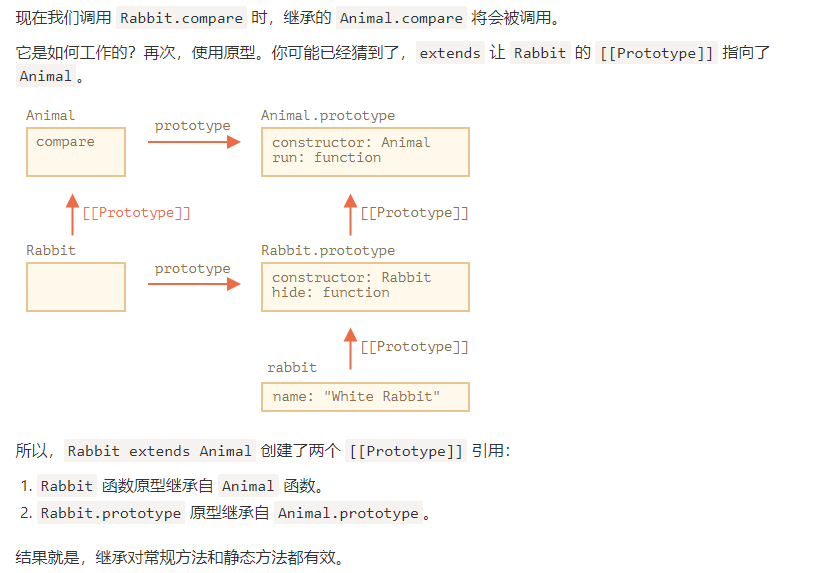 现在我们调用 Rabbit.compare 时，继承的 Animal.compare 将会被调用。
它是如何工作的？再次，使用原型。你可能已经猜到了，extends 让 Rabbit 的 [[Prototype]] 指向了
Animal。
Animal
prototype
Animal.prototype
compare
constructor: Animal
run: function
[[Prototype]]
[[Prototype]]
Rabbit
prototype
Rabbit.prototype
constructor: Rabbit
hide: function
[[Prototype]]
rabbit
name: "White Rabbit"
所以，Rabbit extends Animal 创建了两个 [[Prototype]] 引用：
1. Rabbit 函数原型继承自 Animal 函数。
2. Rabbit.prototype 原型继承自 Animal.prototype。
结果就是，继承对常规方法和静态方法都有效。